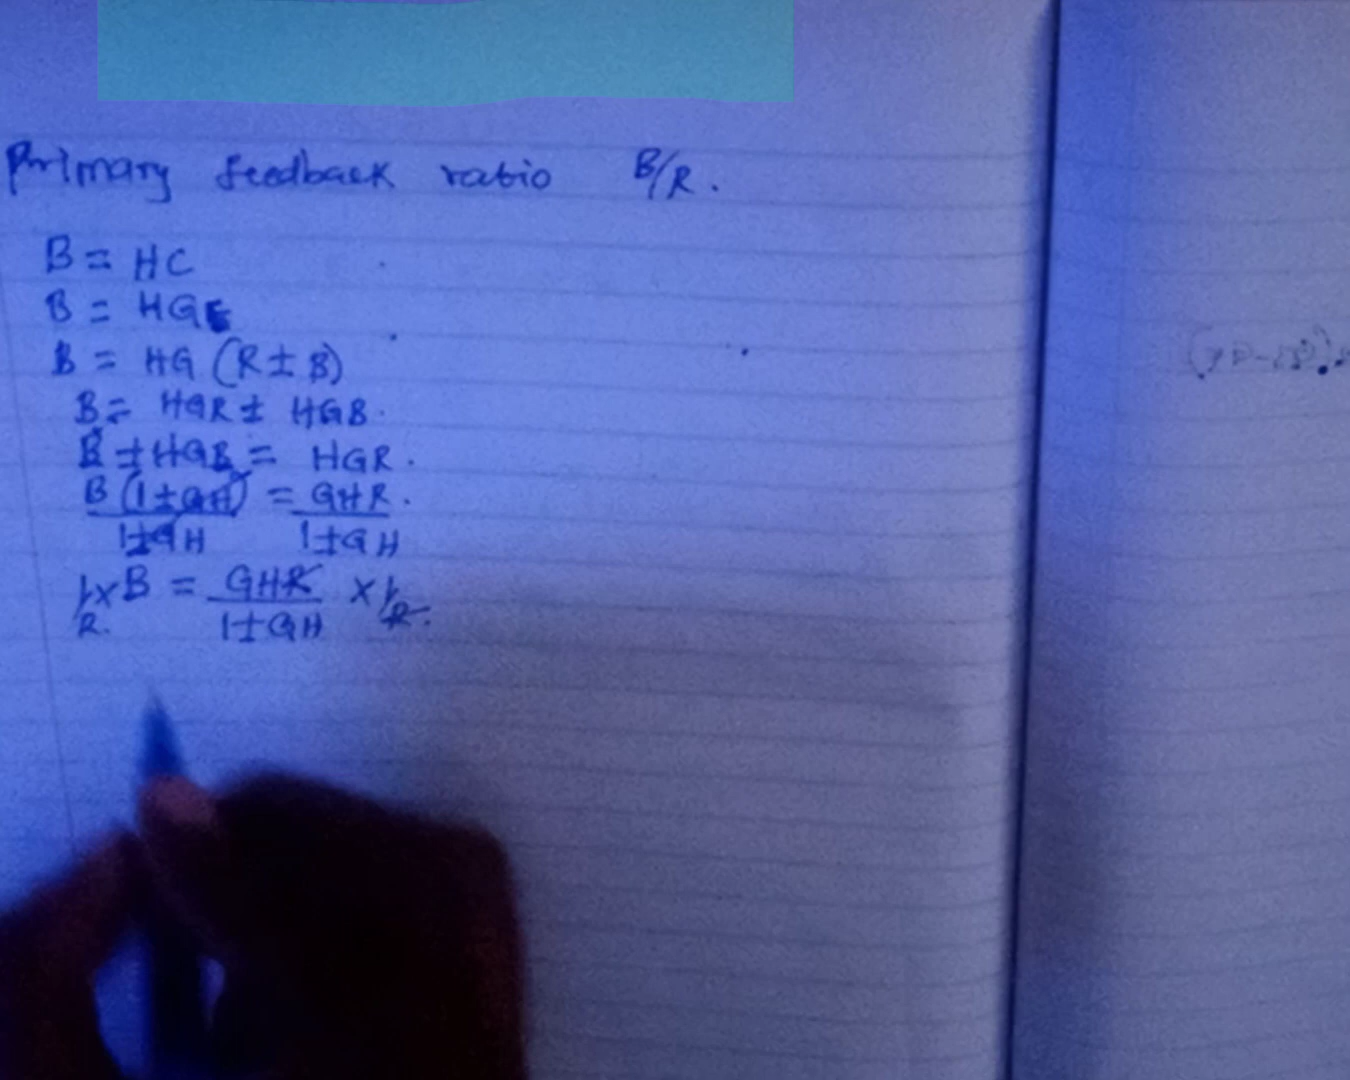 Primary feedback ratio B/R.
B = HC
B = HGE
B = HG (R ± B)
B = HGR ± HGB.
B ± HGB = HGR.
B (1 ± GH) / 1 ± GH = GHR. / 1 ± GH
1/R. × B = GHR / 1 ± GH × 1/R.